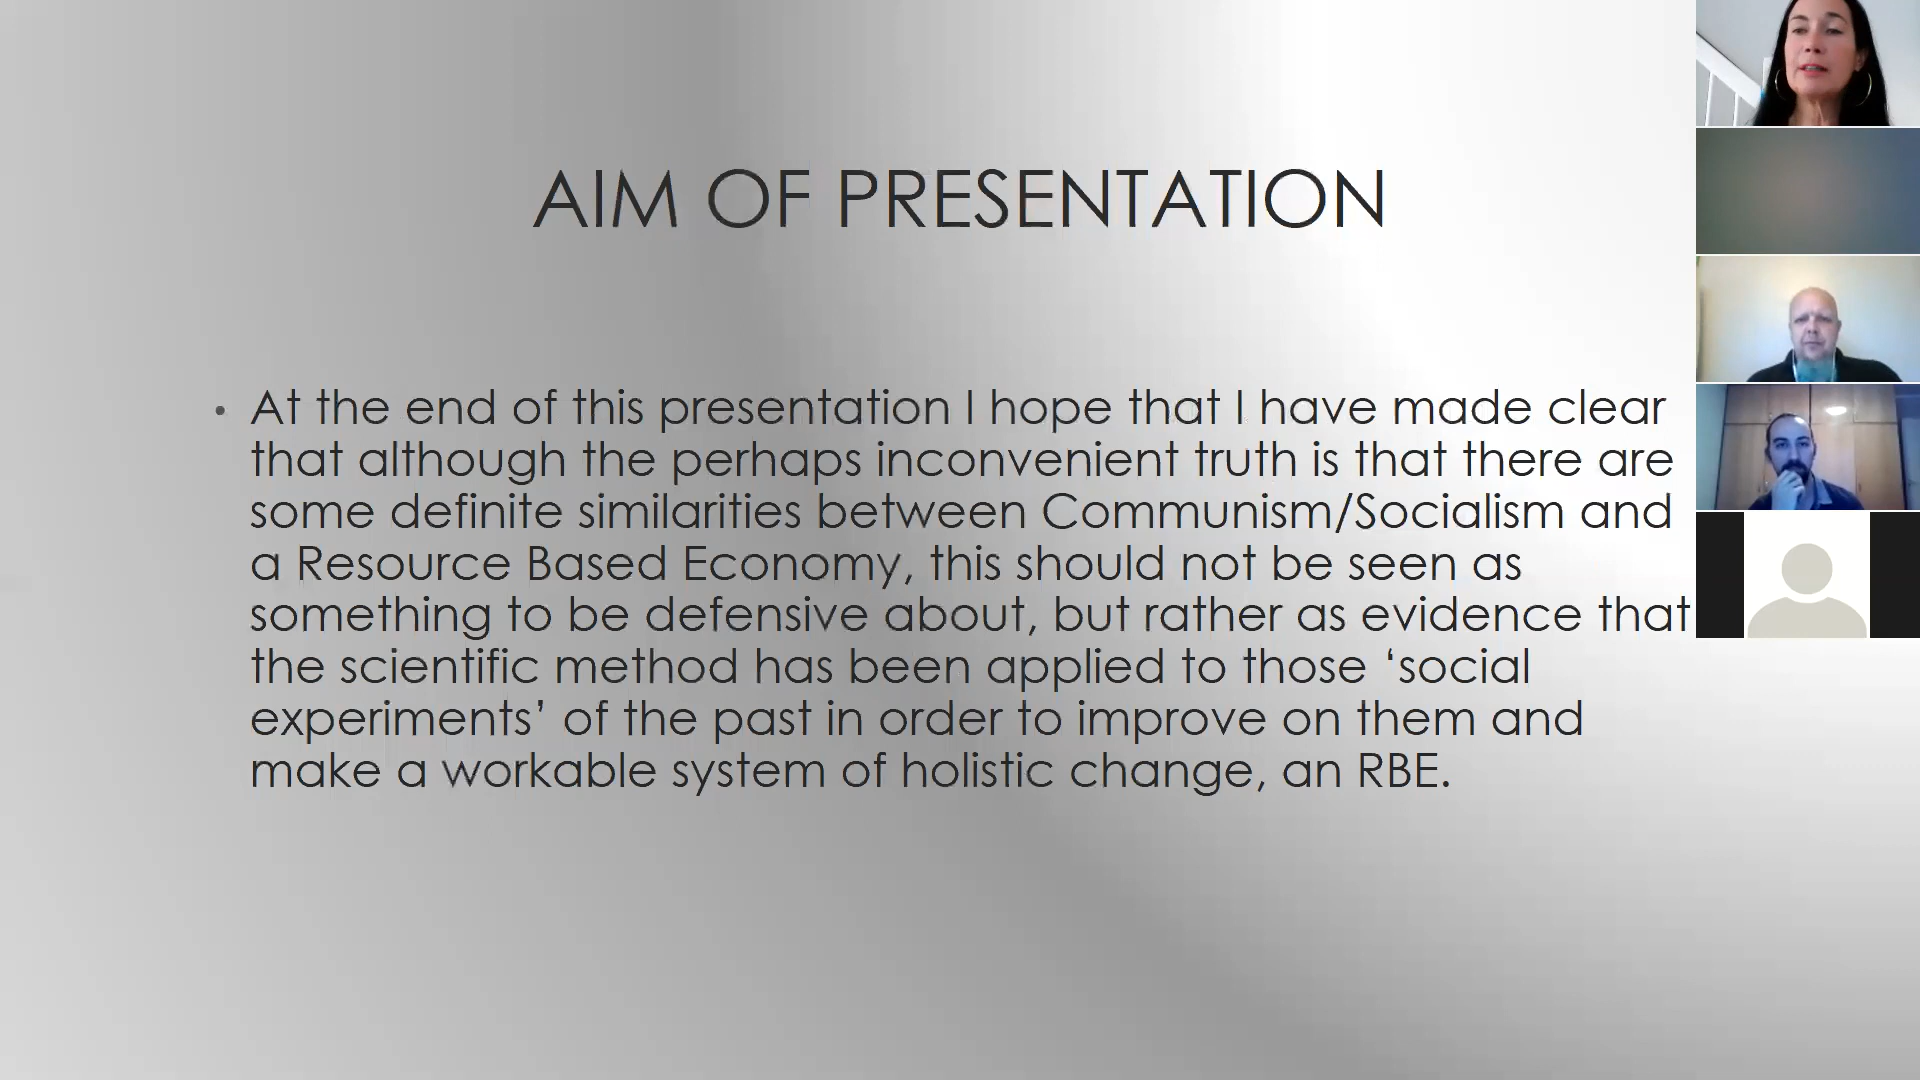 AIM OF PRESENTATION
• At the end of this presentation I hope that I have made clear
that although the perhaps inconvenient truth is that there are
some definite similarities between Communism/Socialism and
a Resource Based Economy, this should not be seen as
something to be defensive about, but rather as evidence that
the scientific method has been applied to those ‘social
experiments’ of the past in order to improve on them and
make a workable system of holistic change, an RBE.